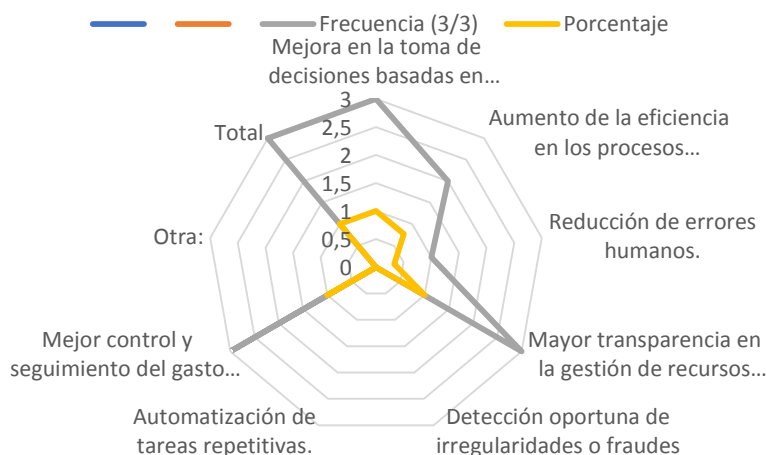 Frecuencia (3/3)
Porcentaje
Mejora en la toma de
decisiones basadas en…
Aumento de la eficiencia
en los procesos…
Reducción de errores
humanos.
Mayor transparencia en
la gestión de recursos…
Detección oportuna de
irregularidades o fraudes
Automatización de
tareas repetitivas.
Mejor control y
seguimiento del gasto…
Otra:
Total
3
2,5
2
1,5
1
0,5
0